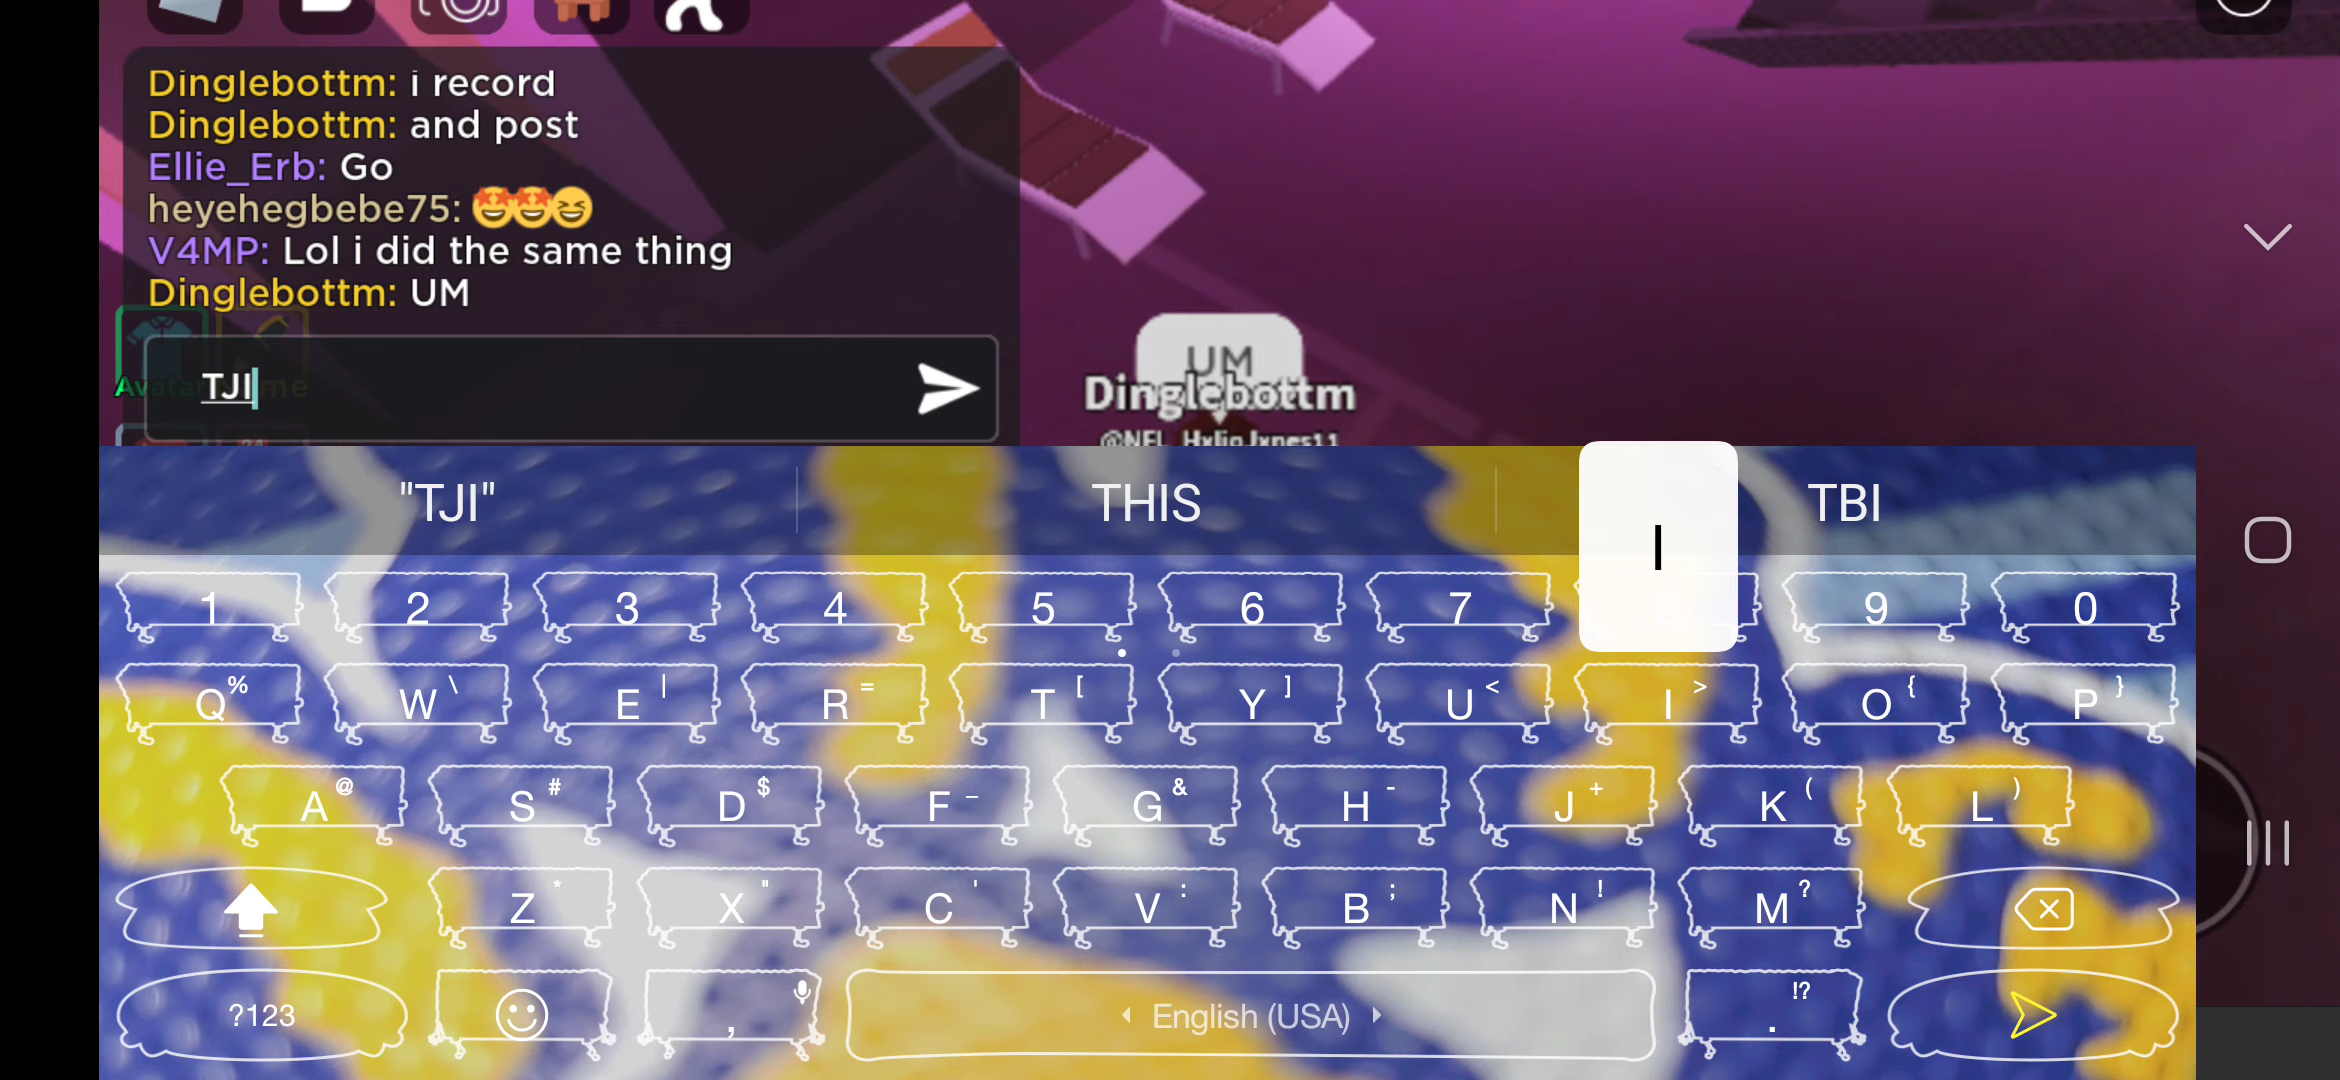 Dinglebottm: i record
Dinglebottm: and post
Ellie_Erb: Go
heyehegbebe75: 🤩🤩😆
V4MP: Lol i did the same thing
Dinglebottm: UM
TJI
UM
Dinglebottm
"TJI" THIS TBI
I
1 2 3 4 5 6 7 9 0
Q% W\ E| R= T[ Y] U< I> O{ P}
A@ S# D$ F_ G& H- J+ K( L)
Z* X" C' V: B; N! M?
?123 , English (USA) . !?